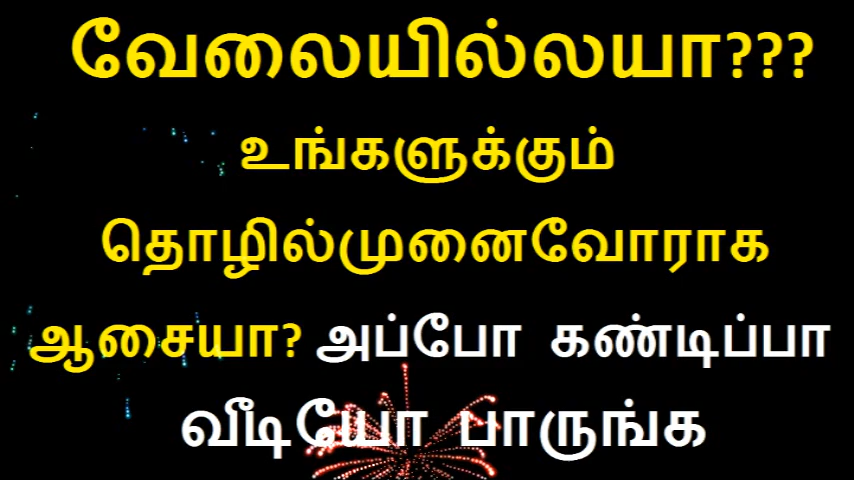 வேலையில்லயா???
உங்களுக்கும்
தொழில்முனைவோராக
ஆசையா? அப்போ கண்டிப்பா
வீடியோ பாருங்க